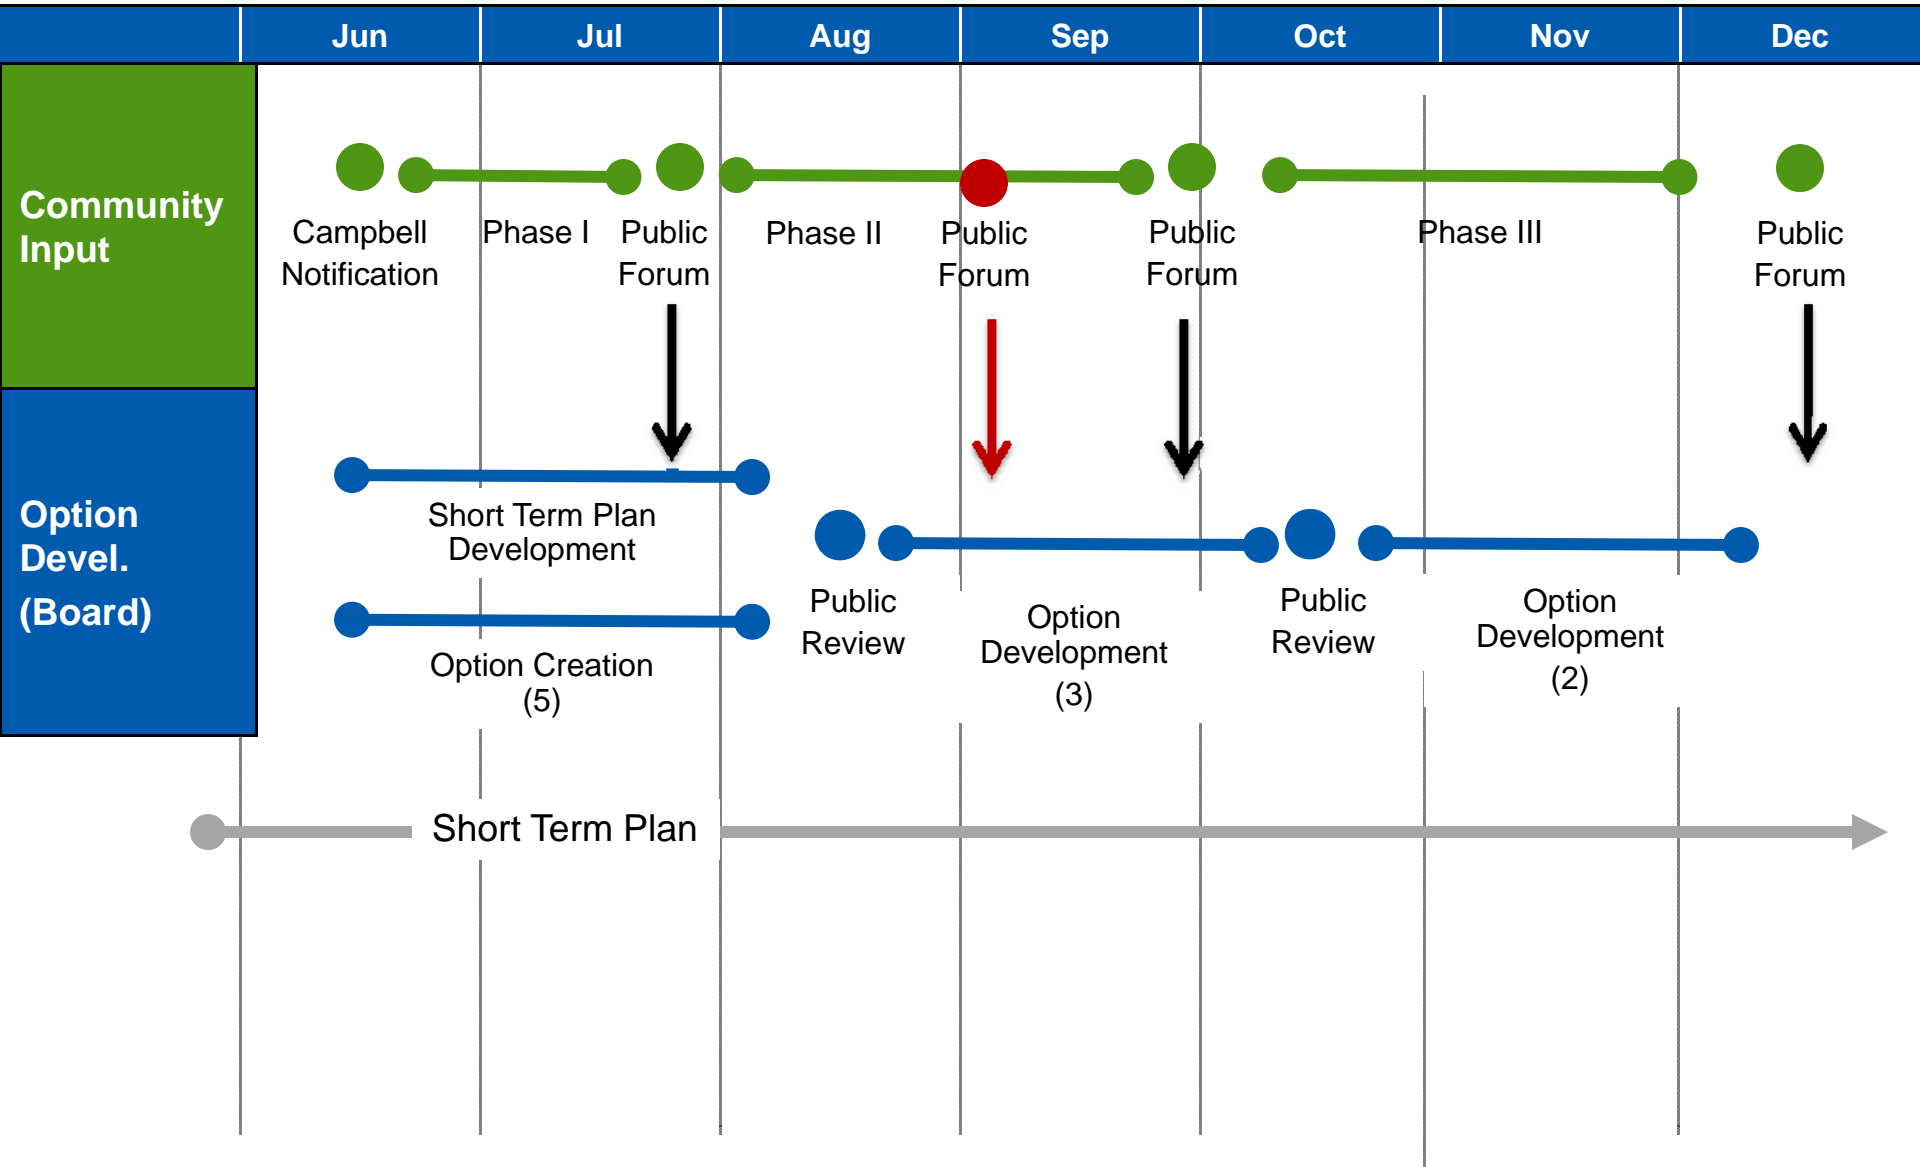 Jun Jul Aug Sep Oct Nov Dec
Community
Input
Campbell
Notification
Phase I
Public
Forum
Phase II
Public
Forum
Public
Forum
Phase III
Public
Forum
Option
Devel.
(Board)
Short Term Plan
Development
Option Creation
(5)
Public
Review
Option
Development
(3)
Public
Review
Option
Development
(2)
Short Term Plan